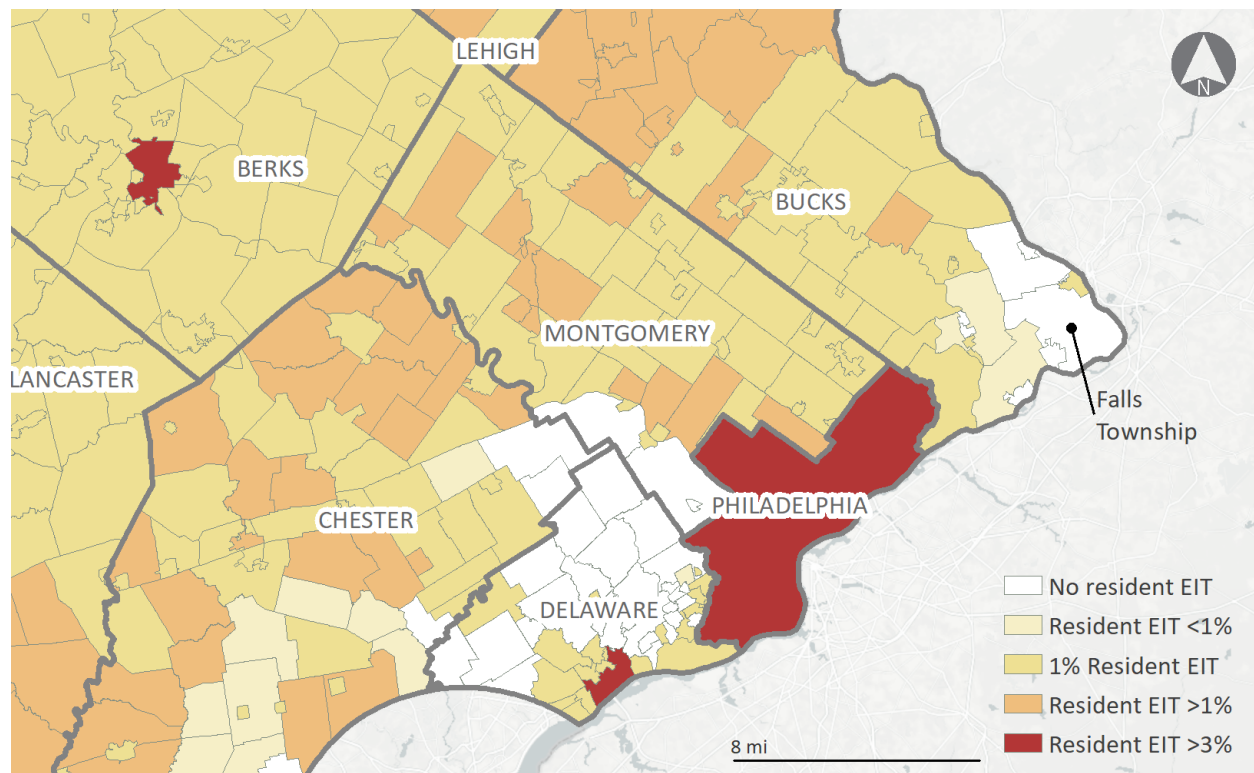 LEHIGH
N
BERKS
BUCKS
MONTGOMERY
LANCASTER
Falls
Township
PHILADELPHIA
CHESTER
DELAWARE
No resident EIT
Resident EIT <1%
1% Resident EIT
Resident EIT >1%
Resident EIT >3%
8 mi